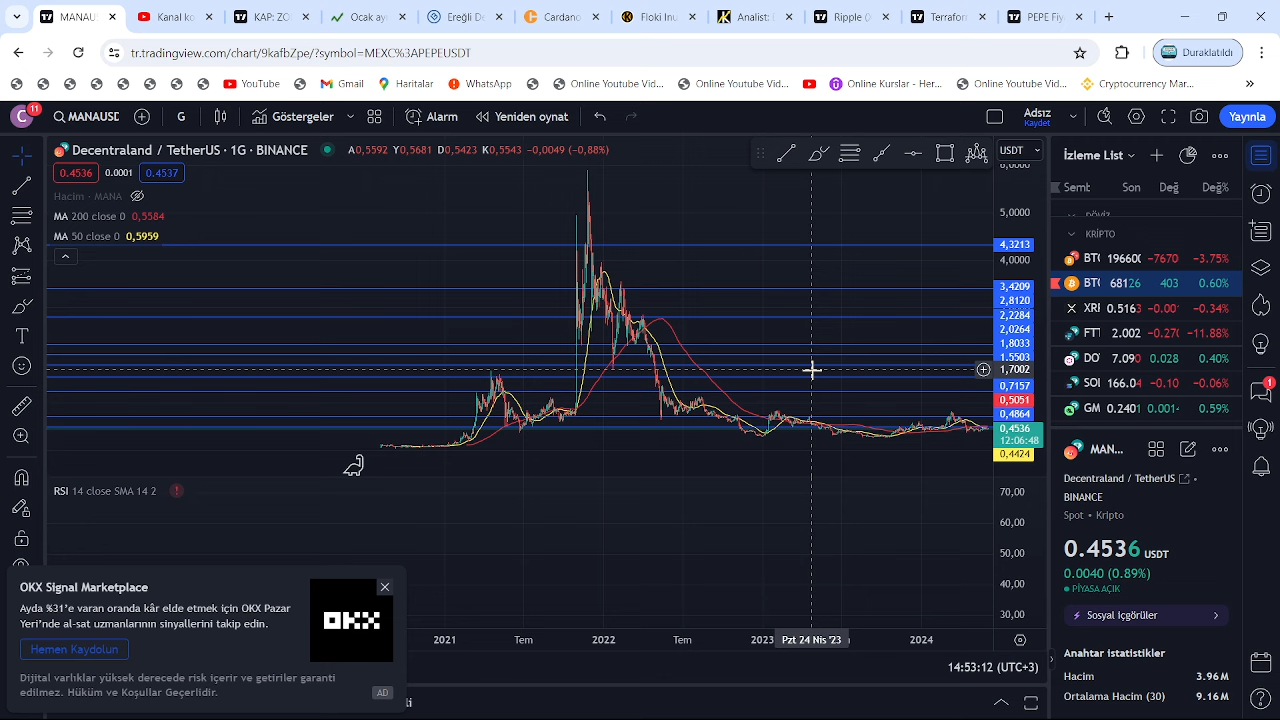 MANAU
Kanal ko
KAP: ZO
Ocak ay
Ereğli D
Cardano
Floki Inu
Analist:
Ripple (
Terrafor
PEPE Fiy
tr.tradingview.com/chart/9kafbZpe/?symbol=MEXC%3APEPEUSDT
Duraklatıldı
YouTube
Gmail
Haritalar
WhatsApp
Online Youtube Vid...
Online Youtube Vid...
Online Kurslar - Her...
Online Youtube Vid...
Cryptocurrency Mar...
C
11
MANAUSD
G
Göstergeler
Alarm
Yeniden oynat
Adsız
Kaydet
Yayınla
Decentraland / TetherUS · 1G · BINANCE
A0,5592 Y0,5681 D0,5423 K0,5543 -0,0049 (-0,88%)
0.4536
0.0001
0.4537
Hacim - MANA
MA 200 close 0 0,5584
MA 50 close 0 0,5959
USDT
6,0000
5,0000
4,3213
4,0000
3,4209
2,8120
2,2284
2,0264
1,8033
1,5503
1,7002
0,7157
0,5051
0,4864
0,4536
12:06:48
0,4424
RSI 14 close SMA 14 2
70,00
60,00
50,00
40,00
30,00
2021
Tem
2022
Tem
2023
Pzt 24 Nis '23
2024
14:53:12 (UTC+3)
OKX Signal Marketplace
Ayda %31'e varan oranda kâr elde etmek için OKX Pazar
Yeri'nde al-sat uzmanlarının sinyallerini takip edin.
Hemen Kaydolun
Dijital varlıklar yüksek derecede risk içerir ve getiriler garanti
edilmez. Hüküm ve Koşullar Geçerlidir.
AD
OKX
İzleme List
Semb
Son
Değ
Değ%
DÖVİZ
KRİPTO
BTC 19660 -7670 -3.75%
BTC 68126 403 0.60%
XRI 0.5163 -0.00 -0.34%
FTT 2.002 -0.270 -11.88%
DO 7.090 0.028 0.40%
SO 166.04 -0.10 -0.06%
GM 0.2401 0.001 0.59%
1
MAN...
Decentraland / TetherUS
BINANCE
Spot • Kripto
0.4536 USDT
0.0040 (0.89%)
PİYASA AÇIK
Sosyal İçgörüler
Anahtar istatistikler
Hacim 3.96 M
Ortalama Hacim (30) 9.16 M